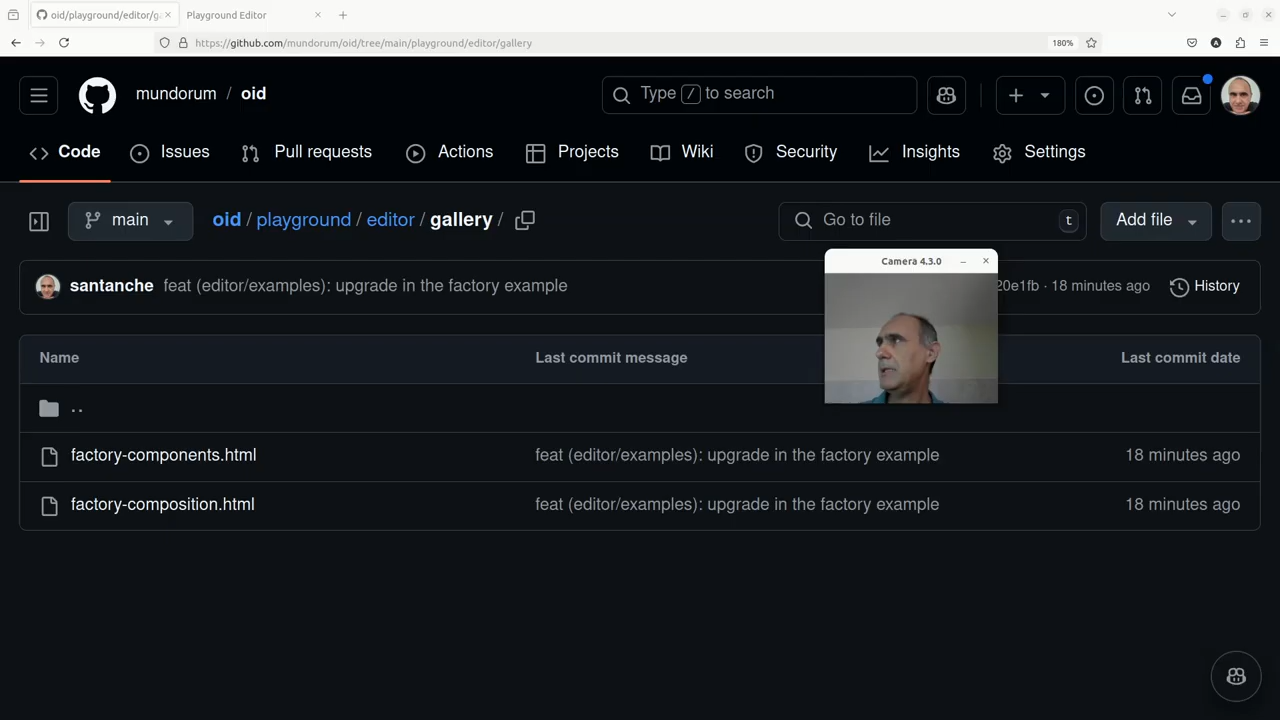 oid/playground/editor/ga
Playground Editor
https://github.com/mundorum/oid/tree/main/playground/editor/gallery
180%
mundorum / oid
Type / to search
Code
Issues
Pull requests
Actions
Projects
Wiki
Security
Insights
Settings
main
oid / playground / editor / gallery /
Go to file
t
Add file
Camera 4.3.0
santanche feat (editor/examples): upgrade in the factory example
20e1fb · 18 minutes ago
History
Name
Last commit message
Last commit date
..
factory-components.html
feat (editor/examples): upgrade in the factory example
18 minutes ago
factory-composition.html
feat (editor/examples): upgrade in the factory example
18 minutes ago